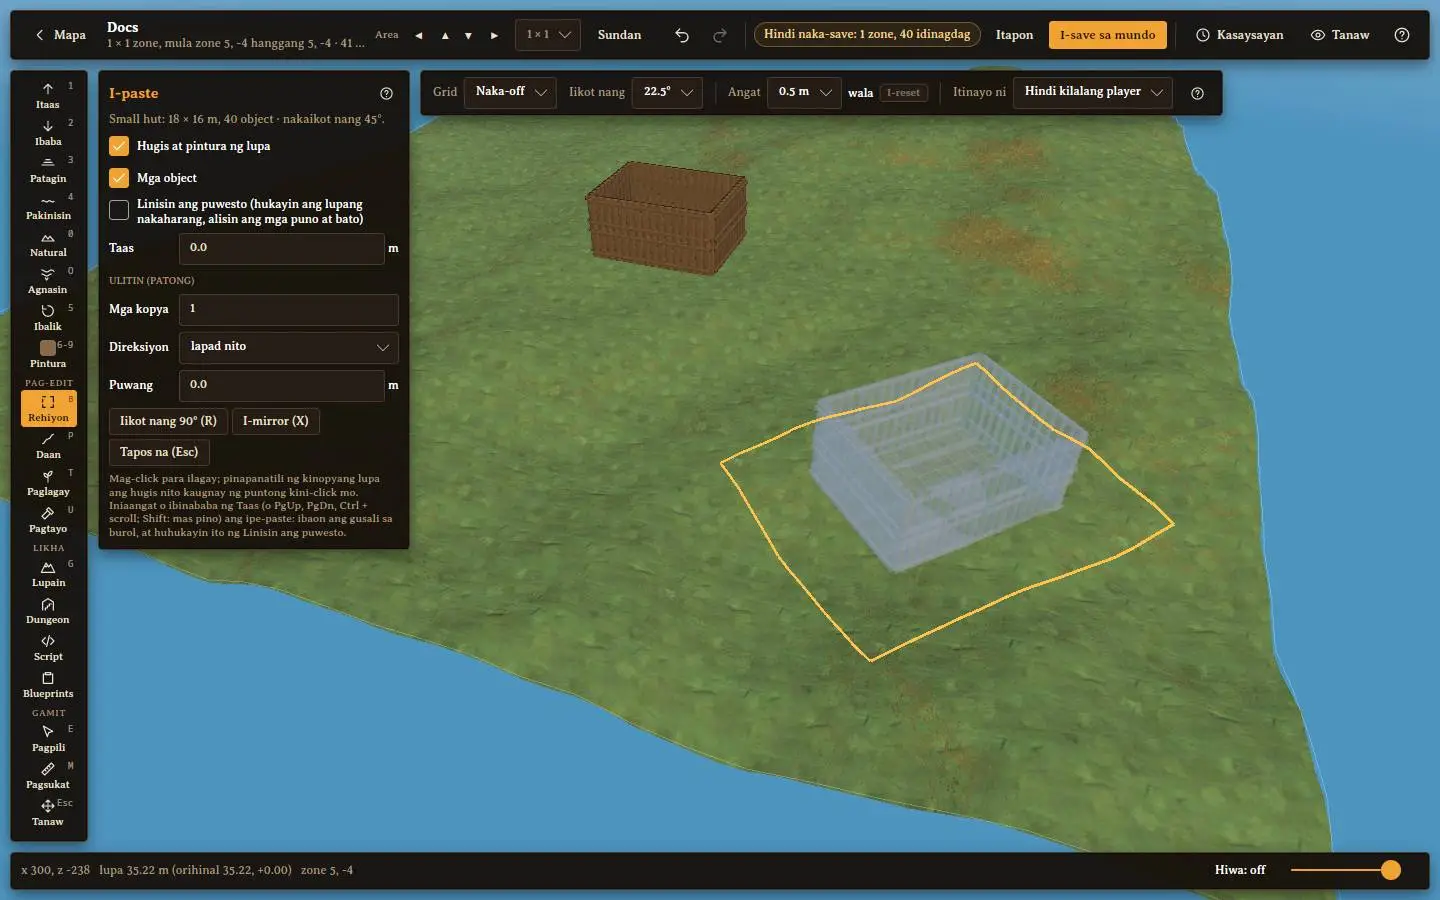 Mapa
Docs
1 × 1 zone, mula zone 5, -4 hanggang 5, -4 · 41 ...
Area
1 × 1
Sundan
Hindi naka-save: 1 zone, 40 idinagdag
Itapon
I-save sa mundo
Kasaysayan
Tanaw
Itaas 1
Ibaba 2
Patagin 3
Pakinisin 4
Natural 0
Agnasin O
Ibalik 5
Pintura 6-9
PAG-EDIT
Rehiyon B
Daan P
Paglagay T
Pagtayo U
LIKHA
Lupain G
Dungeon
Script
Blueprints
GAMIT
Pagpili E
Pagsukat M
Tanaw Esc
I-paste
Small hut: 18 × 16 m, 40 object · nakaikot nang 45°.
Hugis at pintura ng lupa
Mga object
Linisin ang puwesto (hukayin ang lupang
nakaharang, alisin ang mga puno at bato)
Taas 0.0 m
ULITIN (PATONG)
Mga kopya 1
Direksiyon lapad nito
Puwang 0.0 m
Iikot nang 90° (R) I-mirror (X)
Tapos na (Esc)
Mag-click para ilagay; pinapanatili ng kinopyang lupa
ang hugis nito kaugnay ng puntong kini-click mo.
Iniaangat o ibinababa ng Taas (o PgUp, PgDn, Ctrl +
scroll; Shift: mas pino) ang ipe-paste: ibaon ang gusali sa
burol, at huhukayin ito ng Linisin ang puwesto.
Grid Naka-off Iikot nang 22.5° Angat 0.5 m wala I-reset Itinayo ni Hindi kilalang player
x 300, z -238 lupa 35.22 m (orihinal 35.22, +0.00) zone 5, -4
Hiwa: off